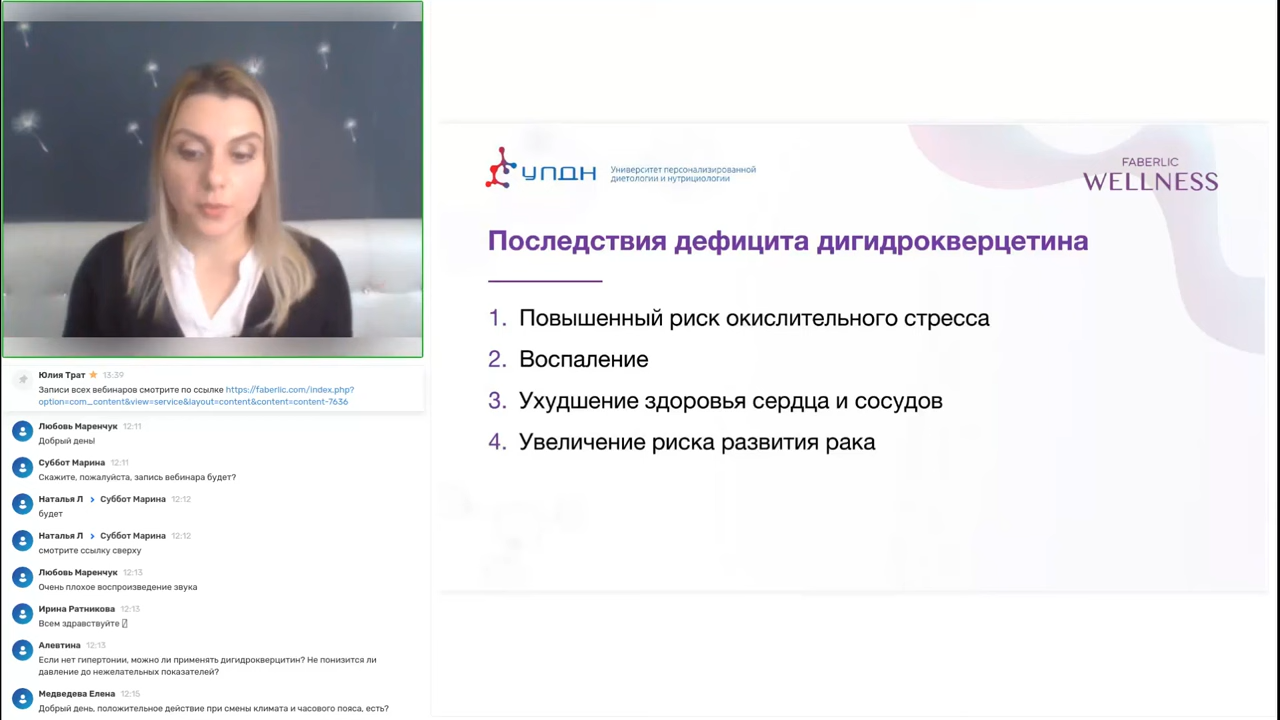 Юлия Трат 13:39
Записи всех вебинаров смотрите по ссылке https://faberlic.com/index.php?
option=com_content&view=service&layout=content&content=content-7636
Любовь Маренчук 12:11
Добрый день!
Суббот Марина 12:11
Скажите, пожалуйста, запись вебинара будет?
Наталья Л > Суббот Марина 12:12
будет
Наталья Л > Суббот Марина 12:12
смотрите ссылку сверху
Любовь Маренчук 12:13
Очень плохое воспроизведение звука
Ирина Ратникова 12:13
Всем здравствуйте
Алевтина 12:13
Если нет гипертонии, можно ли применять дигидрокверцитин? Не понизится ли
давление до нежелательных показателей?
Медведева Елена 12:15
Добрый день, положительное действие при смены климата и часового пояса, есть?
УПДН
Университет персонализированной
диетологии и нутрициологии
FABERLIC
WELLNESS
Последствия дефицита дигидрокверцетина
1. Повышенный риск окислительного стресса
2. Воспаление
3. Ухудшение здоровья сердца и сосудов
4. Увеличение риска развития рака